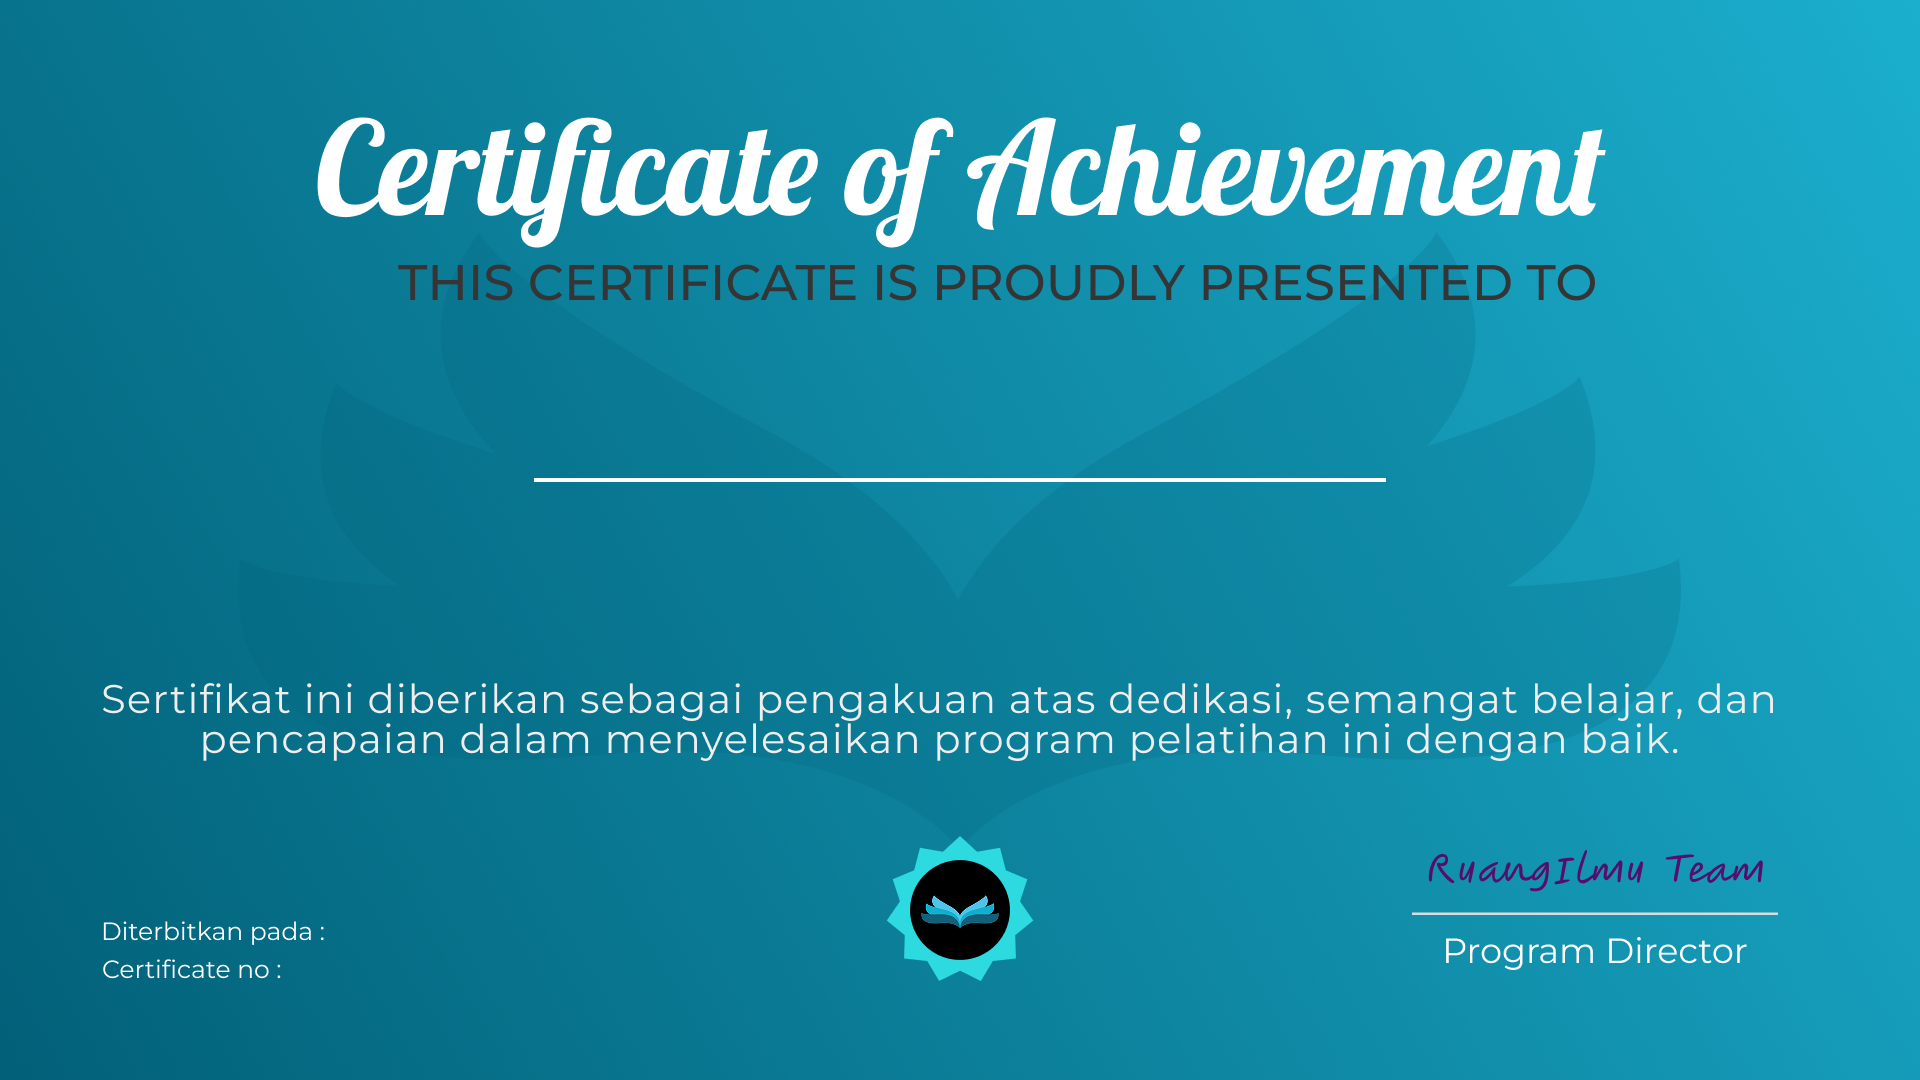 Certificate of Achievement
THIS CERTIFICATE IS PROUDLY PRESENTED TO
Sertifikat ini diberikan sebagai pengakuan atas dedikasi, semangat belajar, dan
pencapaian dalam menyelesaikan program pelatihan ini dengan baik.
RuangIlmu Team
Program Director
Diterbitkan pada :
Certificate no :